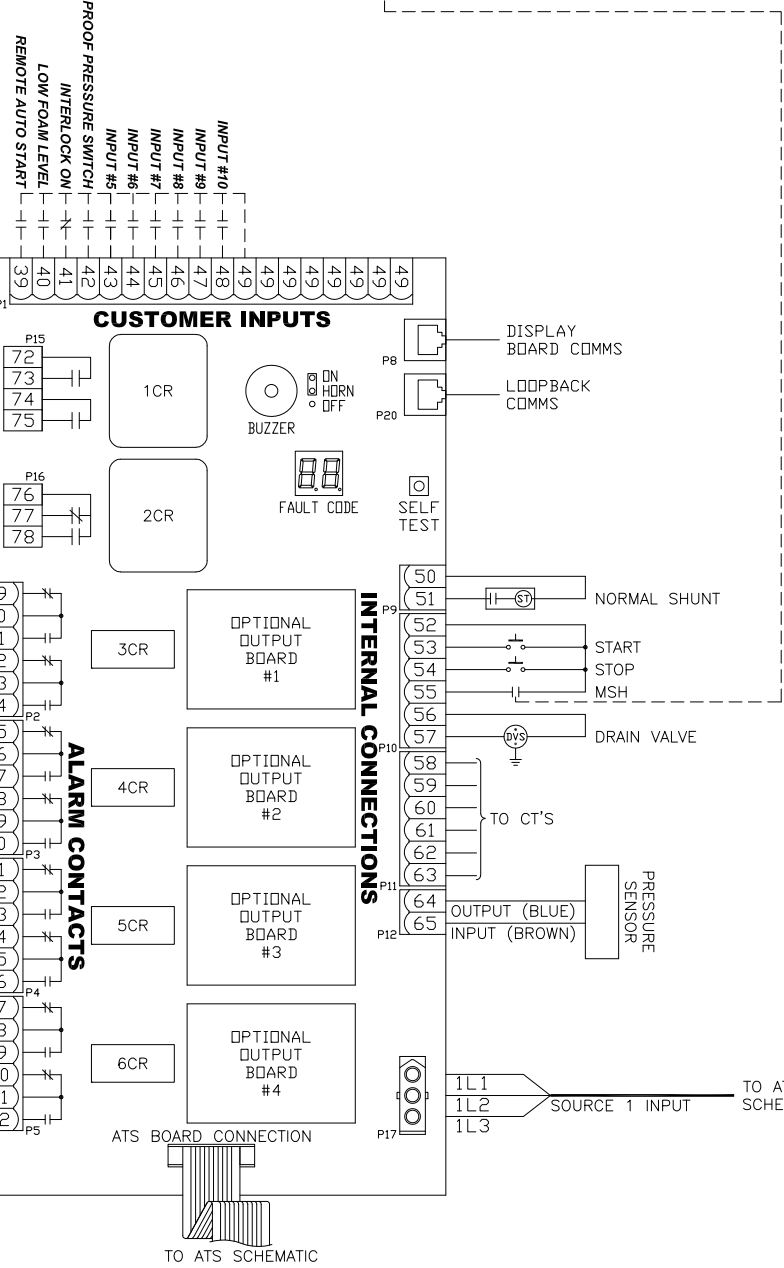 REMOTE AUTO START
LOW FOAM LEVEL
INTERLOCK ON
PROOF PRESSURE SWITCH
INPUT #5
INPUT #6
INPUT #7
INPUT #8
INPUT #9
INPUT #10
39 40 41 42 43 44 45 46 47 48 49 49 49 49 49 49 49 49
P1
CUSTOMER INPUTS
P15
72
73
74
75
1CR
BUZZER
ON
HORN
OFF
P8
DISPLAY
BOARD COMMS
P20
LOOPBACK
COMMS
P16
76
77
78
2CR
FAULT CODE
SELF
TEST
P9
50
51
ST
NORMAL SHUNT
52
53
54
55
56
57
START
STOP
MSH
P10
DVS
DRAIN VALVE
58
59
60
61
62
63
TO CT'S
P11
64
65
P12
OUTPUT (BLUE)
INPUT (BROWN)
PRESSURE
SENSOR
INTERNAL CONNECTIONS
3CR
OPTIONAL
OUTPUT
BOARD
#1
P2
4CR
OPTIONAL
OUTPUT
BOARD
#2
P3
ALARM CONTACTS
5CR
OPTIONAL
OUTPUT
BOARD
#3
P4
6CR
OPTIONAL
OUTPUT
BOARD
#4
P5
P17
1L1
1L2
1L3
SOURCE 1 INPUT
TO
ATS BOARD CONNECTION
TO ATS SCHEMATIC